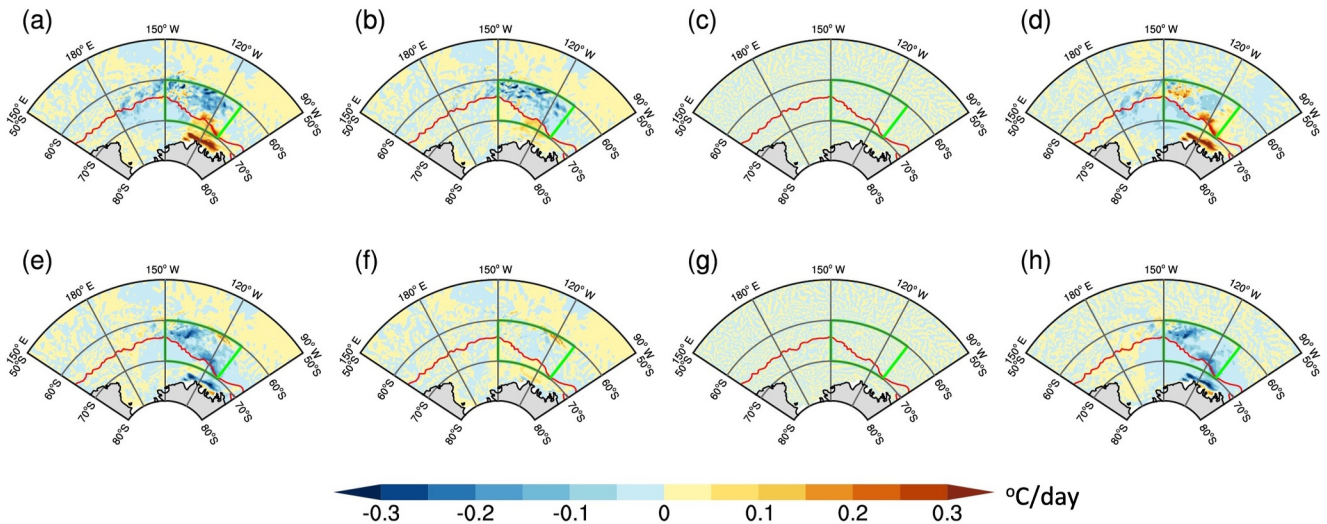 (a) (b) (c) (d)
150° W 150° W 150° W 150° W
180° E 120° W 180° E 120° W 180° E 120° W 180° E 120° W
150° E 90° W 150° E 90° W 150° E 90° W 150° E 90° W
50°S 50°S 50°S 50°S 50°S 50°S 50°S 50°S
60°S 60°S 60°S 60°S 60°S 60°S 60°S 60°S
70°S 70°S 70°S 70°S 70°S 70°S 70°S 70°S
80°S 80°S 80°S 80°S 80°S 80°S 80°S 80°S
(e) (f) (g) (h)
150° W 150° W 150° W 150° W
180° E 120° W 180° E 120° W 180° E 120° W 180° E 120° W
150° E 90° W 150° E 90° W 150° E 90° W 150° E 90° W
50°S 50°S 50°S 50°S 50°S 50°S 50°S 50°S
60°S 60°S 60°S 60°S 60°S 60°S 60°S 60°S
70°S 70°S 70°S 70°S 70°S 70°S 70°S 70°S
80°S 80°S 80°S 80°S 80°S 80°S 80°S 80°S
°C/day
-0.3 -0.2 -0.1 0 0.1 0.2 0.3